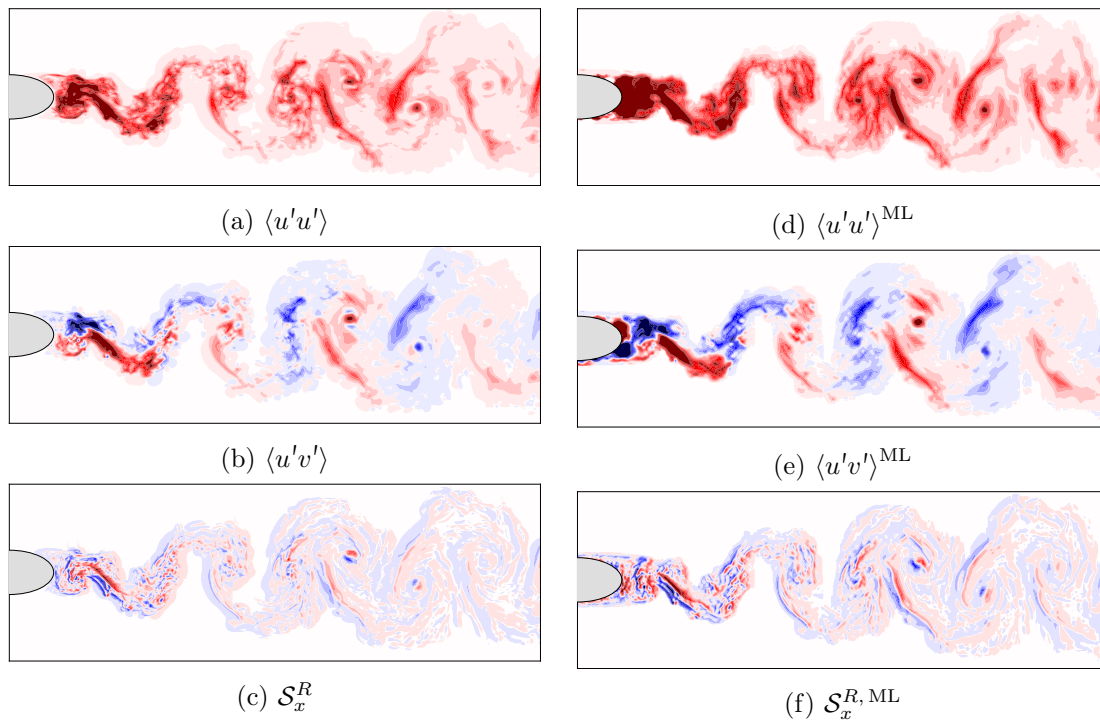 (a) ⟨u′u′⟩
(d) ⟨u′u′⟩^ML
(b) ⟨u′v′⟩
(e) ⟨u′v′⟩^ML
(c) 𝒮_x^R
(f) 𝒮_x^{R, ML}